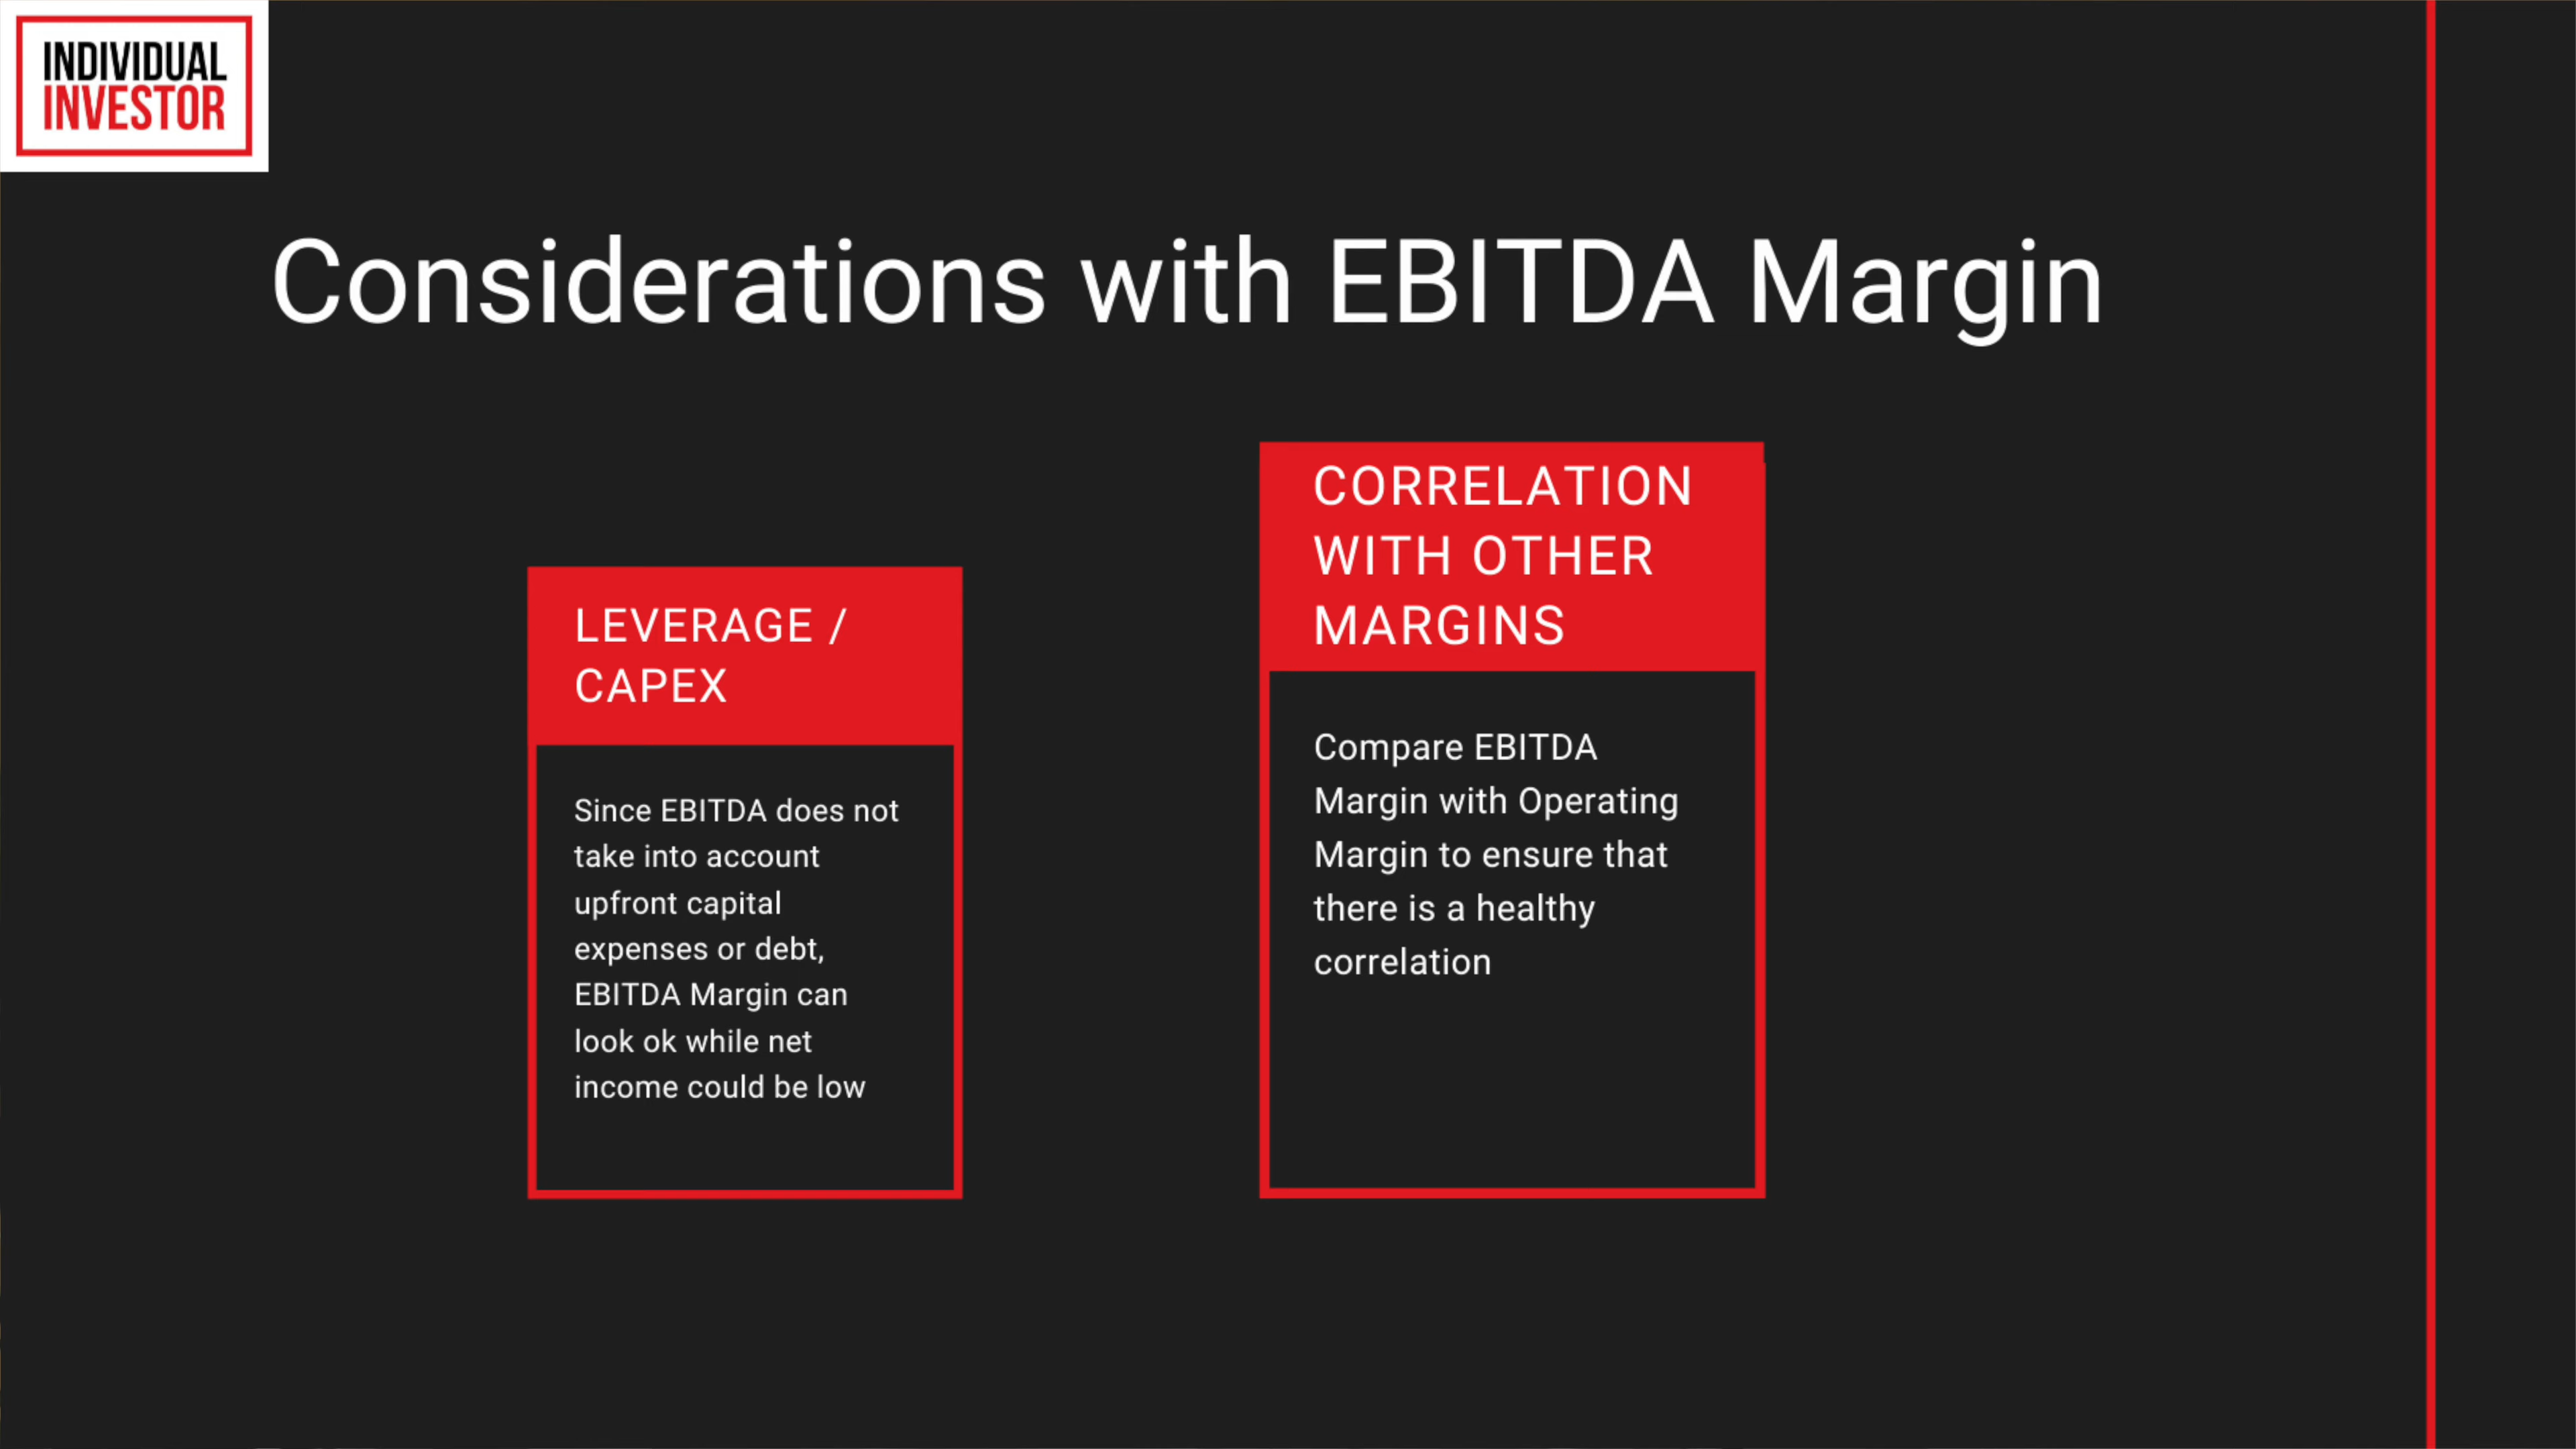 INDIVIDUAL
INVESTOR
Considerations with EBITDA Margin
LEVERAGE /
CAPEX
Since EBITDA does not
take into account
upfront capital
expenses or debt,
EBITDA Margin can
look ok while net
income could be low
CORRELATION
WITH OTHER
MARGINS
Compare EBITDA
Margin with Operating
Margin to ensure that
there is a healthy
correlation